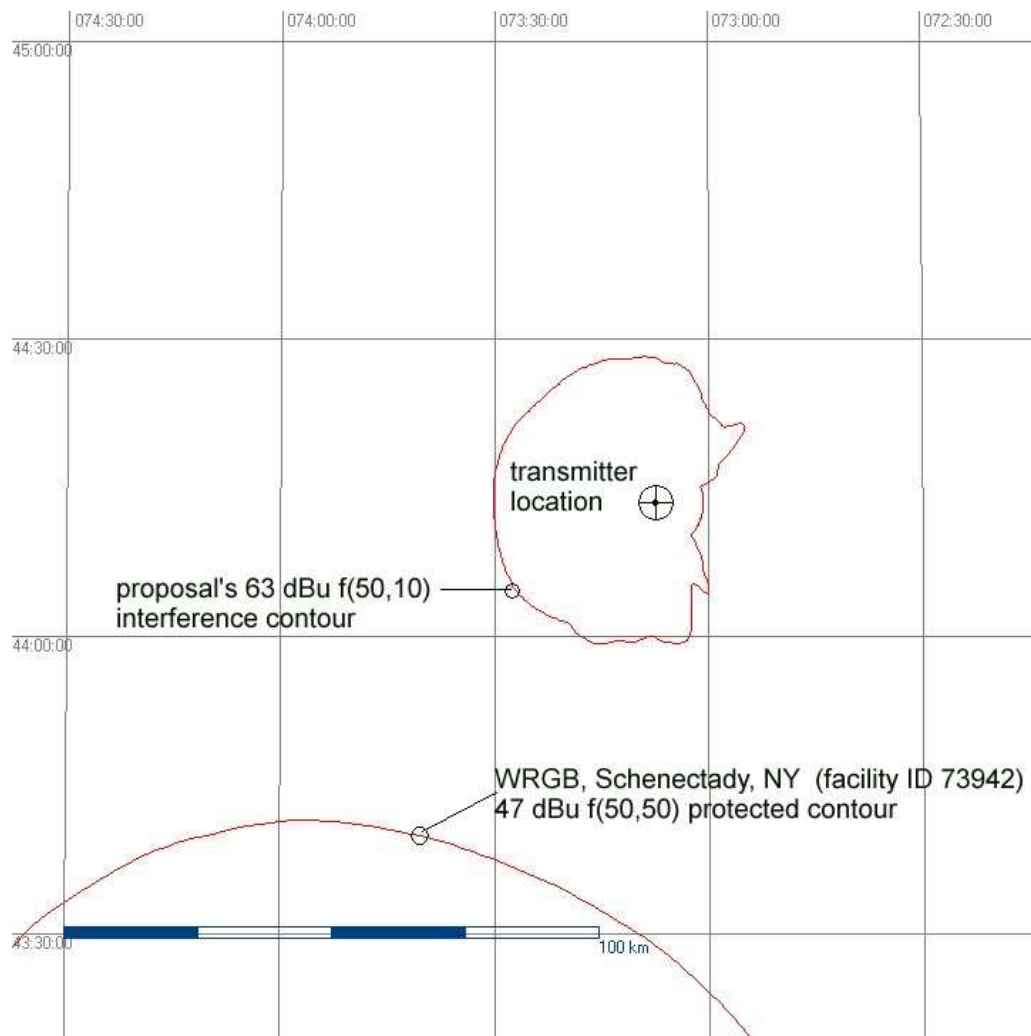 074:30:00 074:00:00 073:30:00 073:00:00 072:30:00
45:00:00
44:30:00
transmitter
location
proposal's 63 dBu f(50,10)
interference contour
44:00:00
WRGB, Schenectady, NY (facility ID 73942)
47 dBu f(50,50) protected contour
43:30:00
100 km